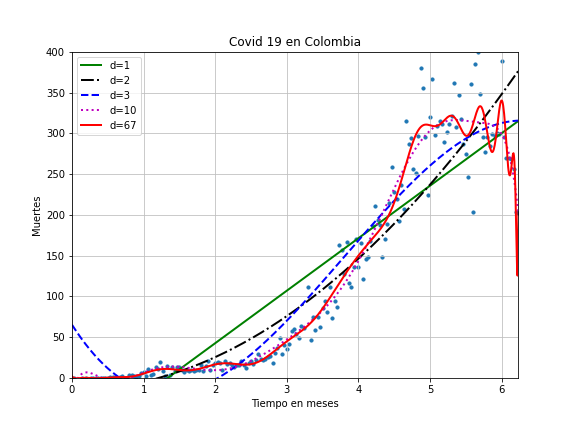 Covid 19 en Colombia
400
350
300
250
200
150
100
50
0
Muertes
d=1
d=2
d=3
d=10
d=67
0 1 2 3 4 5 6
Tiempo en meses